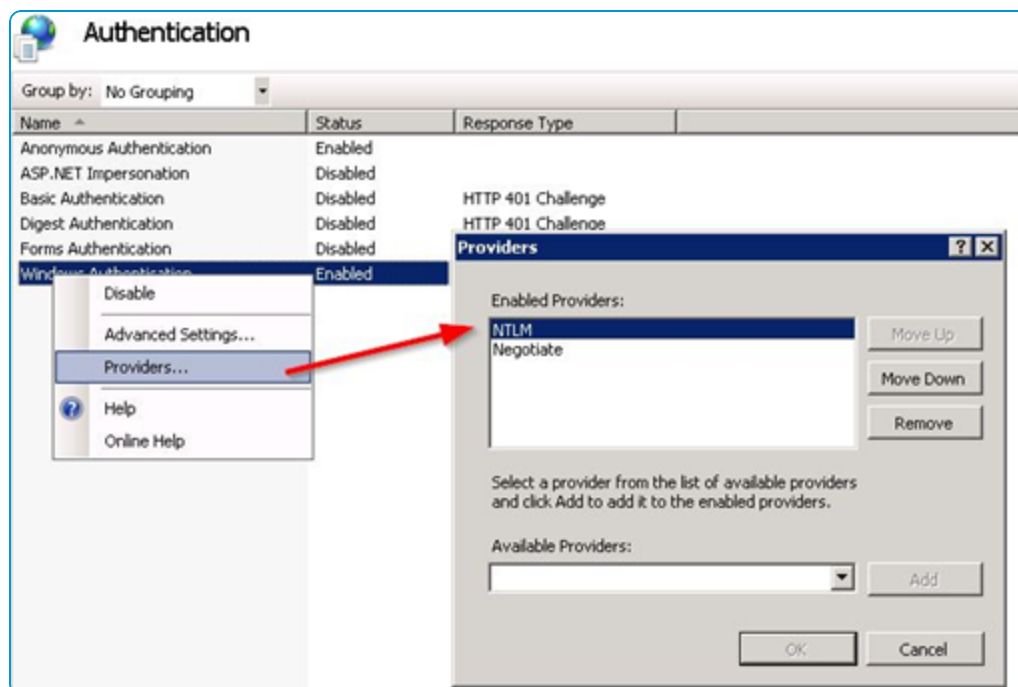 Authentication
Group by: No Grouping
Name Status Response Type
Anonymous Authentication Enabled
ASP.NET Impersonation Disabled
Basic Authentication Disabled HTTP 401 Challenge
Digest Authentication Disabled HTTP 401 Challenge
Forms Authentication Disabled
Windows Authentication Enabled
Disable
Advanced Settings...
Providers...
Help
Online Help
Providers
Enabled Providers:
NTLM
Negotiate
Move Up
Move Down
Remove
Select a provider from the list of available providers
and click Add to add it to the enabled providers.
Available Providers:
Add
OK Cancel